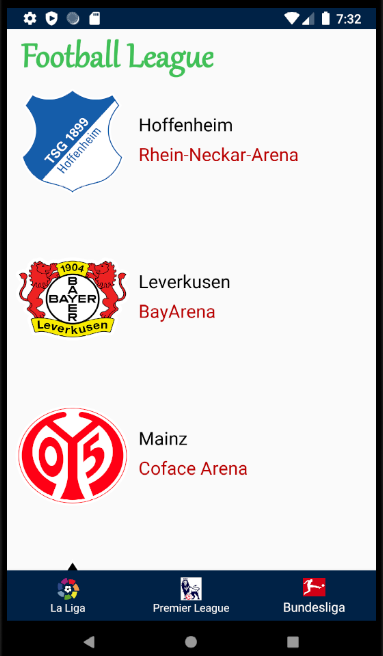 7:32
Football League
TSG 1899
Hoffenheim
Hoffenheim
Rhein-Neckar-Arena
1904
BAYER
BAYER
Leverkusen
Leverkusen
BayArena
05
Mainz
Coface Arena
La Liga
Premier League
Bundesliga